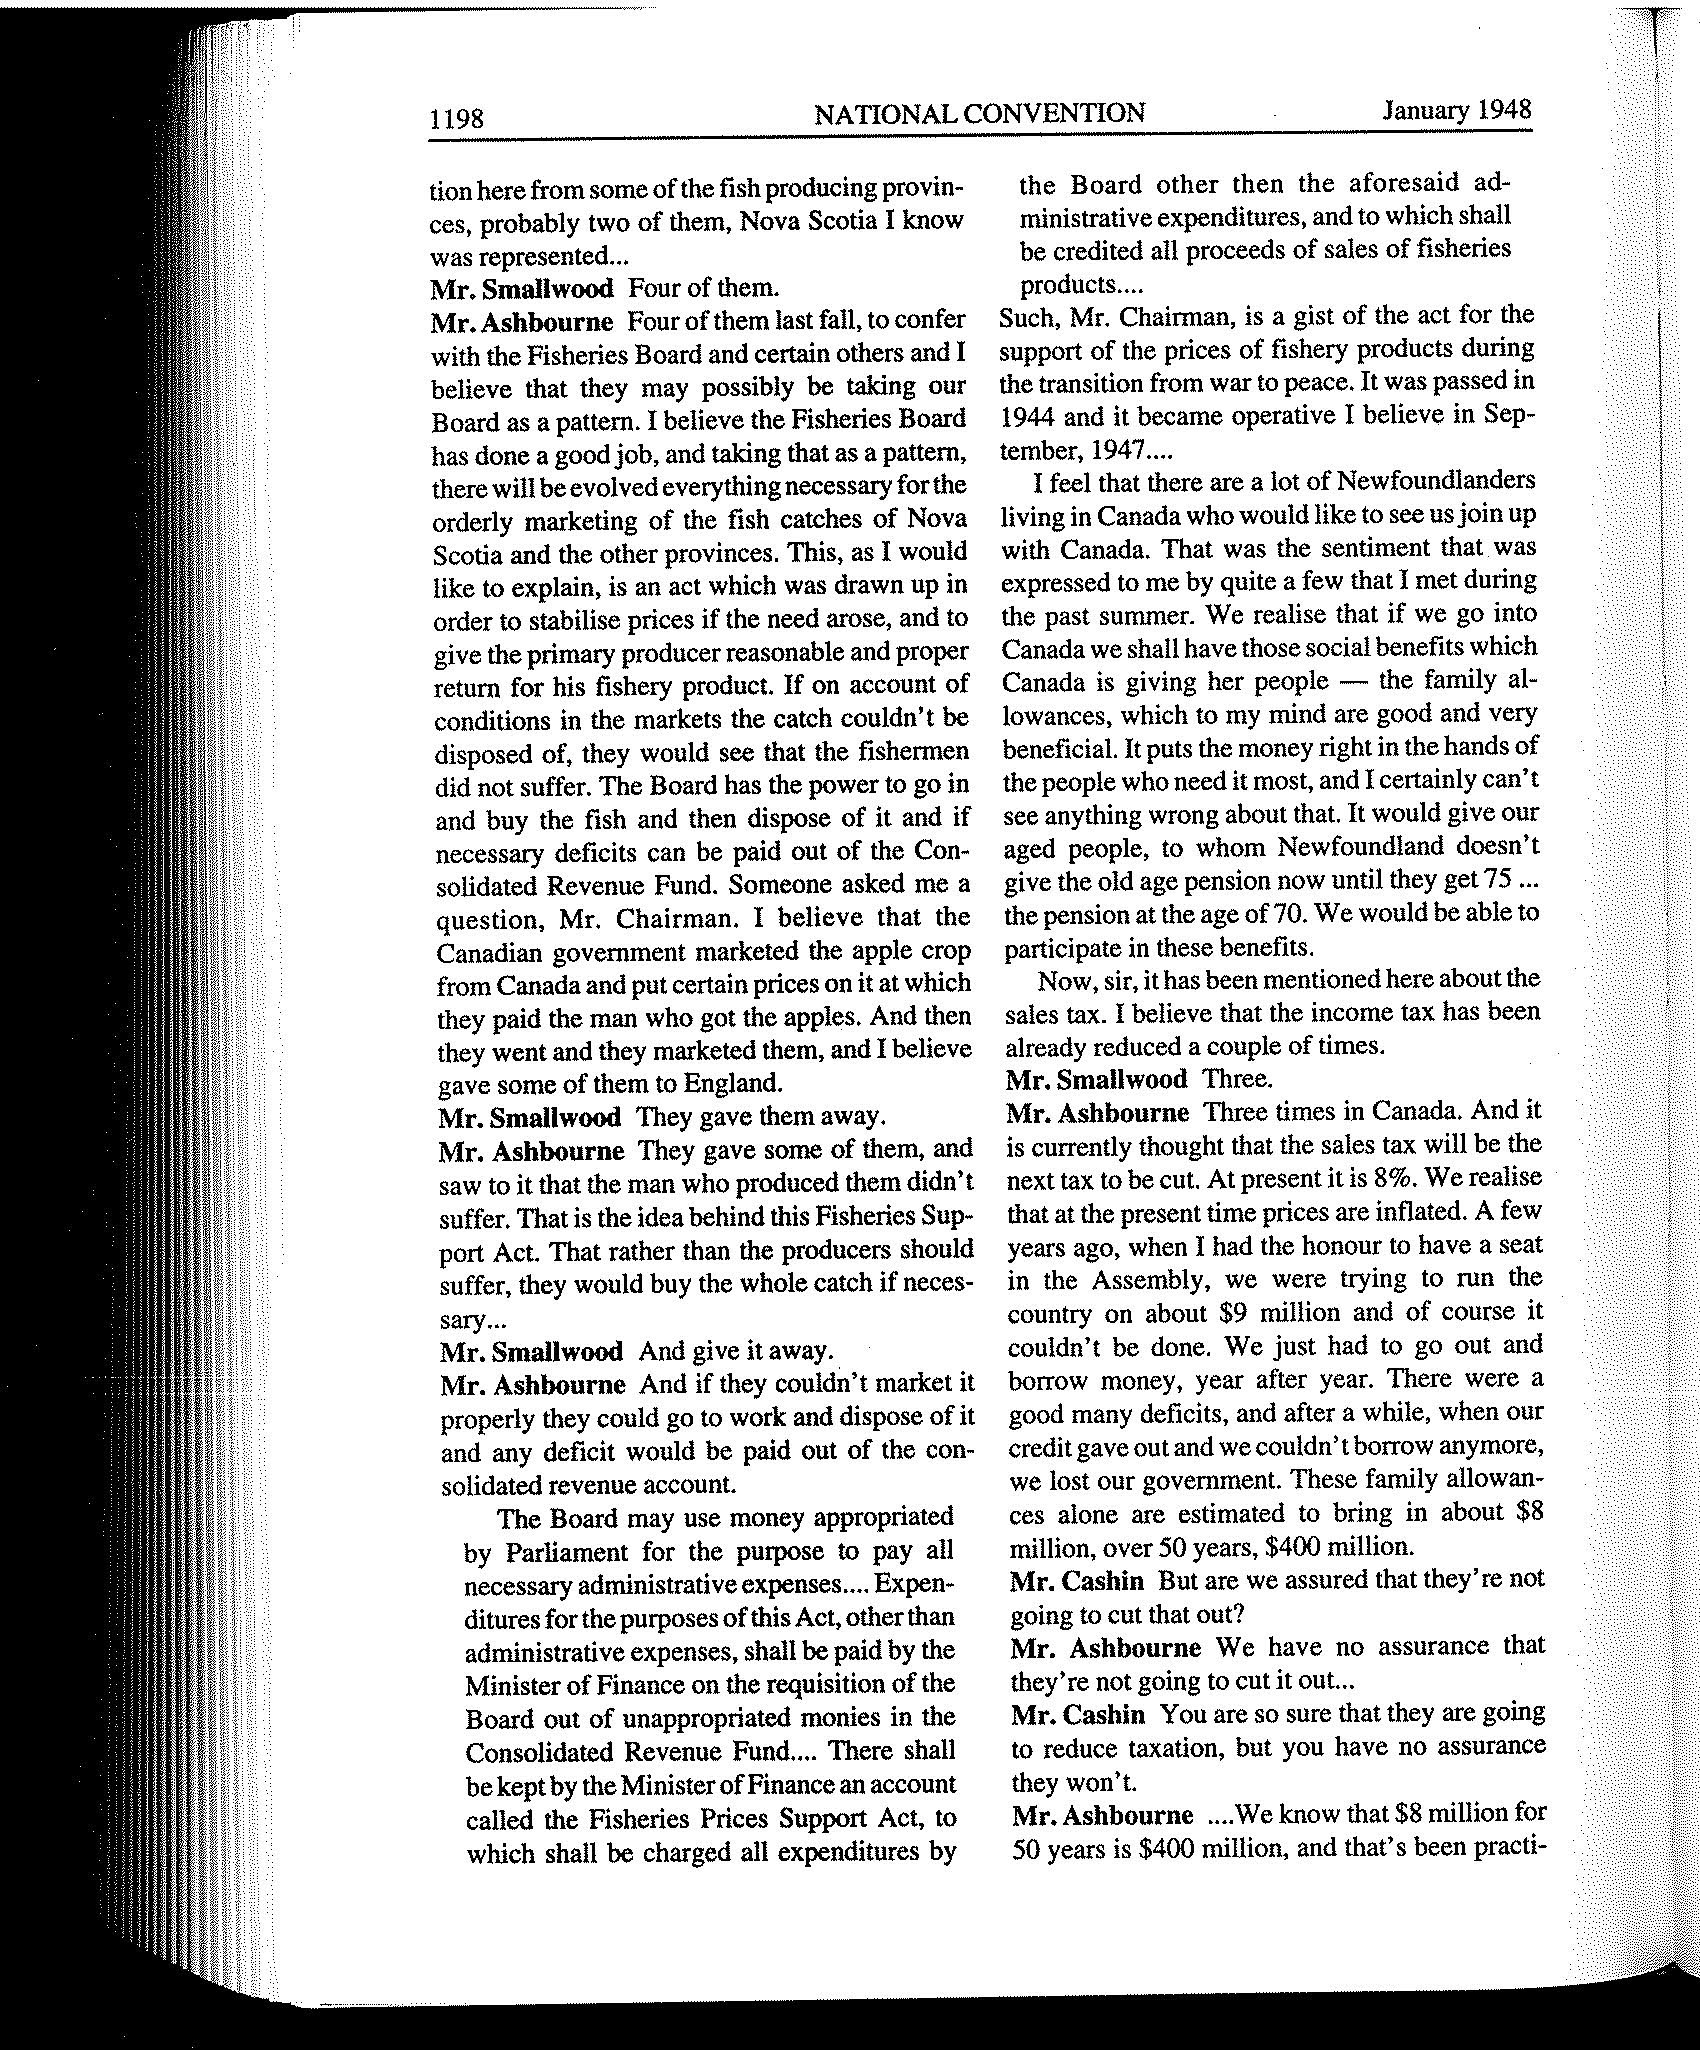 1198
NATIONAL CONVENTION
January 1948
tion here from some of the fish producing provin-
ces, probably two of them, Nova Scotia I know
was represented...
Mr. Smallwood Four of them.
Mr. Ashbourne Four of them last fall, to confer
with the Fisheries Board and certain others and I
believe that they may possibly be taking our
Board as a pattern. I believe the Fisheries Board
has done a good job, and taking that as a pattern,
there will be evolved everything necessary for the
orderly marketing of the fish catches of Nova
Scotia and the other provinces. This, as I would
like to explain, is an act which was drawn up in
order to stabilise prices if the need arose, and to
give the primary producer reasonable and proper
return for his fishery product. If on account of
conditions in the markets the catch couldn't be
disposed of, they would see that the fishermen
did not suffer. The Board has the power to go in
and buy the fish and then dispose of it and if
necessary deficits can be paid out of the Con-
solidated Revenue Fund. Someone asked me a
question, Mr. Chairman. I believe that the
Canadian government marketed the apple crop
from Canada and put certain prices on it at which
they paid the man who got the apples. And then
they went and they marketed them, and I believe
gave some of them to England.
Mr. Smallwood They gave them away.
Mr. Ashbourne They gave some of them, and
saw to it that the man who produced them didn't
suffer. That is the idea behind this Fisheries Sup-
port Act. That rather than the producers should
suffer, they would buy the whole catch if neces-
sary...
Mr. Smallwood And give it away.
Mr. Ashbourne And if they couldn't market it
properly they could go to work and dispose of it
and any deficit would be paid out of the con-
solidated revenue account.
The Board may use money appropriated
by Parliament for the purpose to pay all
necessary administrative expenses.... Expen-
ditures for the purposes of this Act, other than
administrative expenses, shall be paid by the
Minister of Finance on the requisition of the
Board out of unappropriated monies in the
Consolidated Revenue Fund.... There shall
be kept by the Minister of Finance an account
called the Fisheries Prices Support Act, to
which shall be charged all expenditures by
the Board other then the aforesaid ad-
ministrative expenditures, and to which shall
be credited all proceeds of sales of fisheries
products....
Such, Mr. Chairman, is a gist of the act for the
support of the prices of fishery products during
the transition from war to peace. It was passed in
1944 and it became operative I believe in Sep-
tember, 1947....
I feel that there are a lot of Newfoundlanders
living in Canada who would like to see us join up
with Canada. That was the sentiment that was
expressed to me by quite a few that I met during
the past summer. We realise that if we go into
Canada we shall have those social benefits which
Canada is giving her people — the family al-
lowances, which to my mind are good and very
beneficial. It puts the money right in the hands of
the people who need it most, and I certainly can't
see anything wrong about that. It would give our
aged people, to whom Newfoundland doesn't
give the old age pension now until they get 75 ...
the pension at the age of 70. We would be able to
participate in these benefits.
Now, sir, it has been mentioned here about the
sales tax. I believe that the income tax has been
already reduced a couple of times.
Mr. Smallwood Three.
Mr. Ashbourne Three times in Canada. And it
is currently thought that the sales tax will be the
next tax to be cut. At present it is 8%. We realise
that at the present time prices are inflated. A few
years ago, when I had the honour to have a seat
in the Assembly, we were trying to run the
country on about $9 million and of course it
couldn't be done. We just had to go out and
borrow money, year after year. There were a
good many deficits, and after a while, when our
credit gave out and we couldn't borrow anymore,
we lost our government. These family allowan-
ces alone are estimated to bring in about $8
million, over 50 years, $400 million.
Mr. Cashin But are we assured that they're not
going to cut that out?
Mr. Ashbourne We have no assurance that
they're not going to cut it out...
Mr. Cashin You are so sure that they are going
to reduce taxation, but you have no assurance
they won't.
Mr. Ashbourne ....We know that $8 million for
50 years is $400 million, and that's been practi-